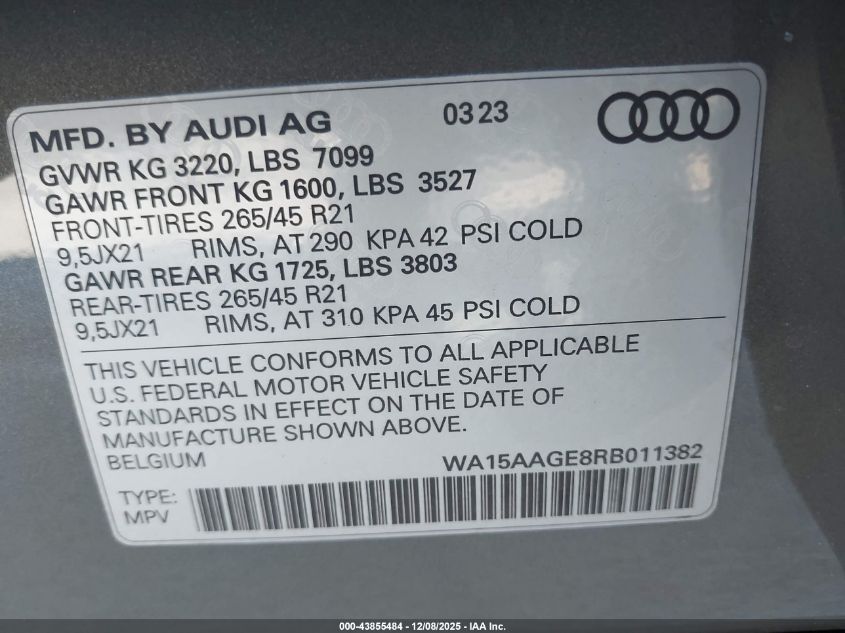 MFD. BY AUDI AG 03 23
GVWR KG 3220, LBS 7099
GAWR FRONT KG 1600, LBS 3527
FRONT-TIRES 265/45 R21
9,5JX21 RIMS, AT 290 KPA 42 PSI COLD
GAWR REAR KG 1725, LBS 3803
REAR-TIRES 265/45 R21
9,5JX21 RIMS, AT 310 KPA 45 PSI COLD
THIS VEHICLE CONFORMS TO ALL APPLICABLE
U.S. FEDERAL MOTOR VEHICLE SAFETY
STANDARDS IN EFFECT ON THE DATE OF
MANUFACTURE SHOWN ABOVE.
BELGIUM WA15AAGE8RB011382
TYPE:
MPV
000-43855484 - 12/08/2025 - IAA Inc.